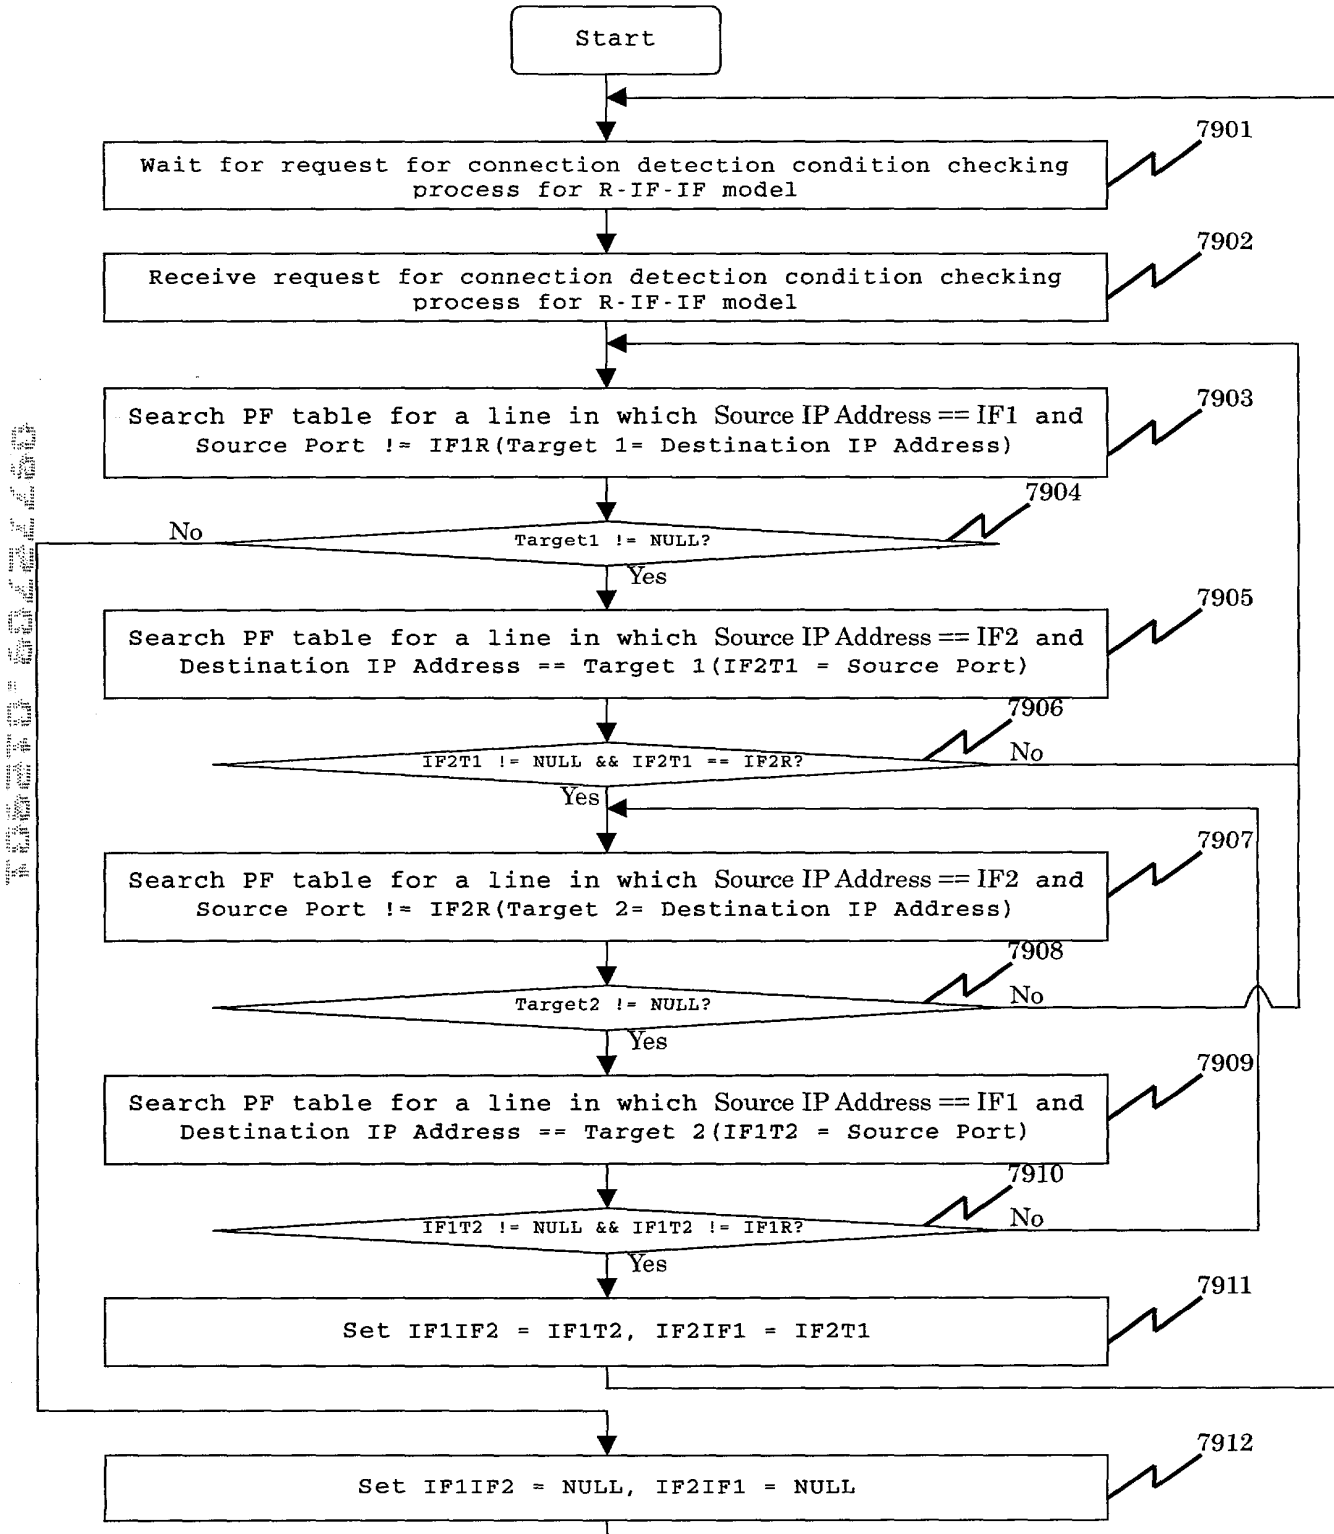 Start
7901
Wait for request for connection detection condition checking
process for R-IF-IF model
7902
Receive request for connection detection condition checking
process for R-IF-IF model
7903
Search PF table for a line in which Source IP Address == IF1 and
Source Port != IF1R(Target 1= Destination IP Address)
7904
No
Target1 != NULL?
Yes
7905
Search PF table for a line in which Source IP Address == IF2 and
Destination IP Address == Target 1(IF2T1 = Source Port)
7906
IF2T1 != NULL && IF2T1 == IF2R?
No
Yes
7907
Search PF table for a line in which Source IP Address == IF2 and
Source Port != IF2R(Target 2= Destination IP Address)
7908
Target2 != NULL?
No
Yes
7909
Search PF table for a line in which Source IP Address == IF1 and
Destination IP Address == Target 2(IF1T2 = Source Port)
7910
IF1T2 != NULL && IF1T2 != IF1R?
No
Yes
7911
Set IF1IF2 = IF1T2, IF2IF1 = IF2T1
7912
Set IF1IF2 = NULL, IF2IF1 = NULL